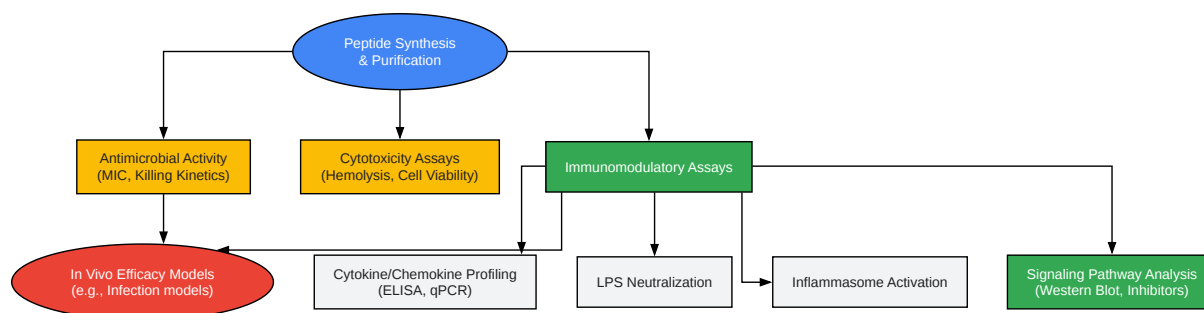 Peptide Synthesis
& Purification
Antimicrobial Activity
(MIC, Killing Kinetics)
Cytotoxicity Assays
(Hemolysis, Cell Viability)
Immunomodulatory Assays
In Vivo Efficacy Models
(e.g., Infection models)
Cytokine/Chemokine Profiling
(ELISA, qPCR)
LPS Neutralization
Inflammasome Activation
Signaling Pathway Analysis
(Western Blot, Inhibitors)